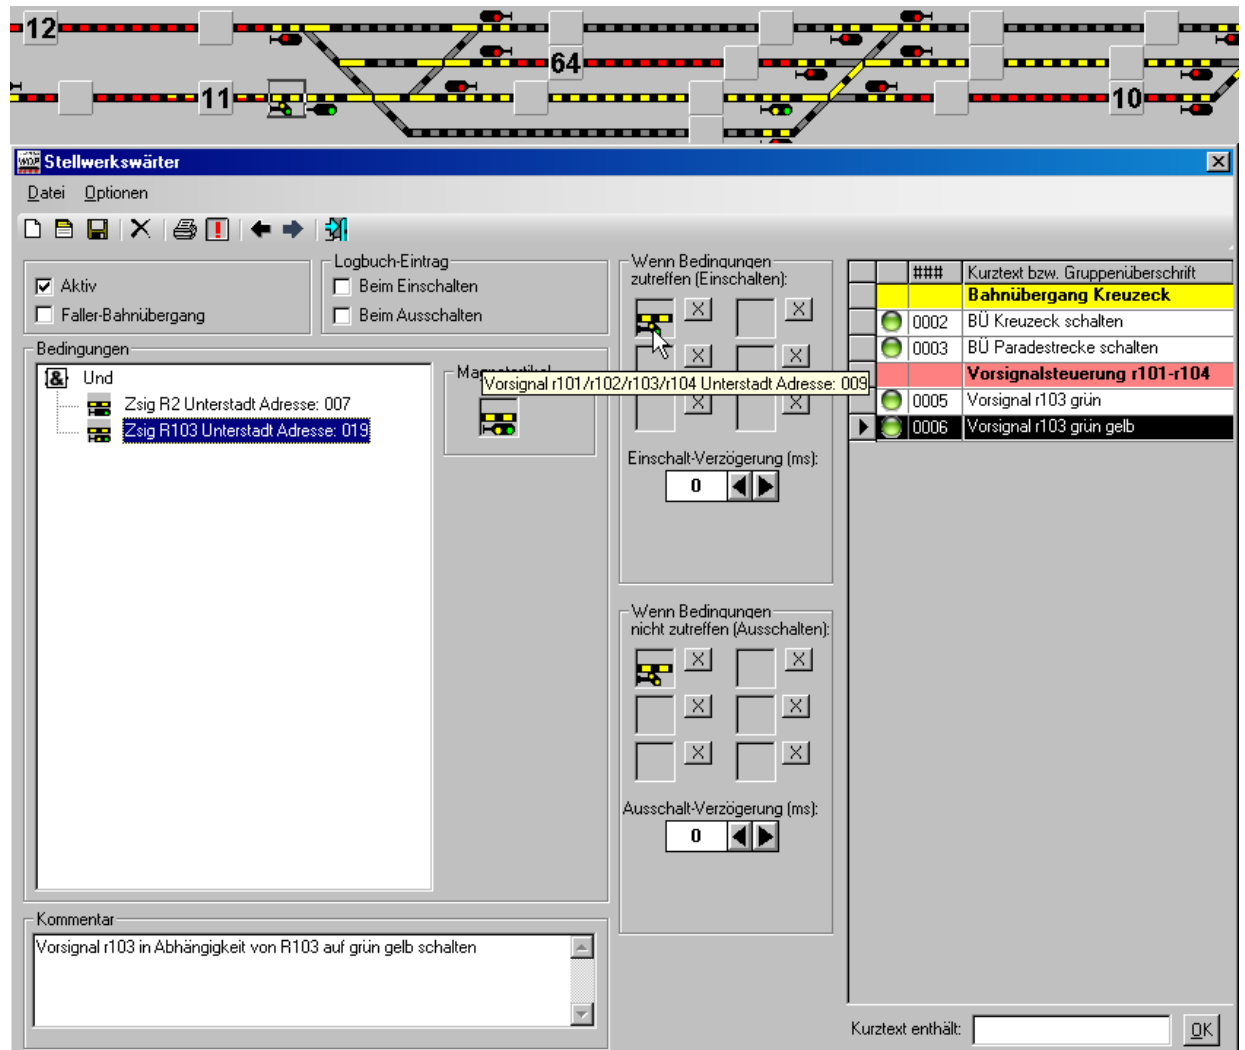 12
64
11
10
Stellwerkswärter
Datei Optionen
Aktiv
Faller-Bahnübergang
Logbuch-Eintrag
Beim Einschalten
Beim Ausschalten
Bedingungen
Und
Zsig R2 Unterstadt Adresse: 007
Zsig R103 Unterstadt Adresse: 019
Vorsignal r101/r102/r103/r104 Unterstadt Adresse: 009
Wenn Bedingungen
zutreffen (Einschalten):
X X
X X
X X
Einschalt-Verzögerung (ms):
0
Wenn Bedingungen
nicht zutreffen (Ausschalten):
X X
X X
X X
Ausschalt-Verzögerung (ms):
0
Kommentar
Vorsignal r103 in Abhängigkeit von R103 auf grün gelb schalten
### Kurztext bzw. Gruppenüberschrift
Bahnübergang Kreuzeck
0002 BÜ Kreuzeck schalten
0003 BÜ Paradestrecke schalten
Vorsignalsteuerung r101-r104
0005 Vorsignal r103 grün
0006 Vorsignal r103 grün gelb
Kurztext enthält:
OK